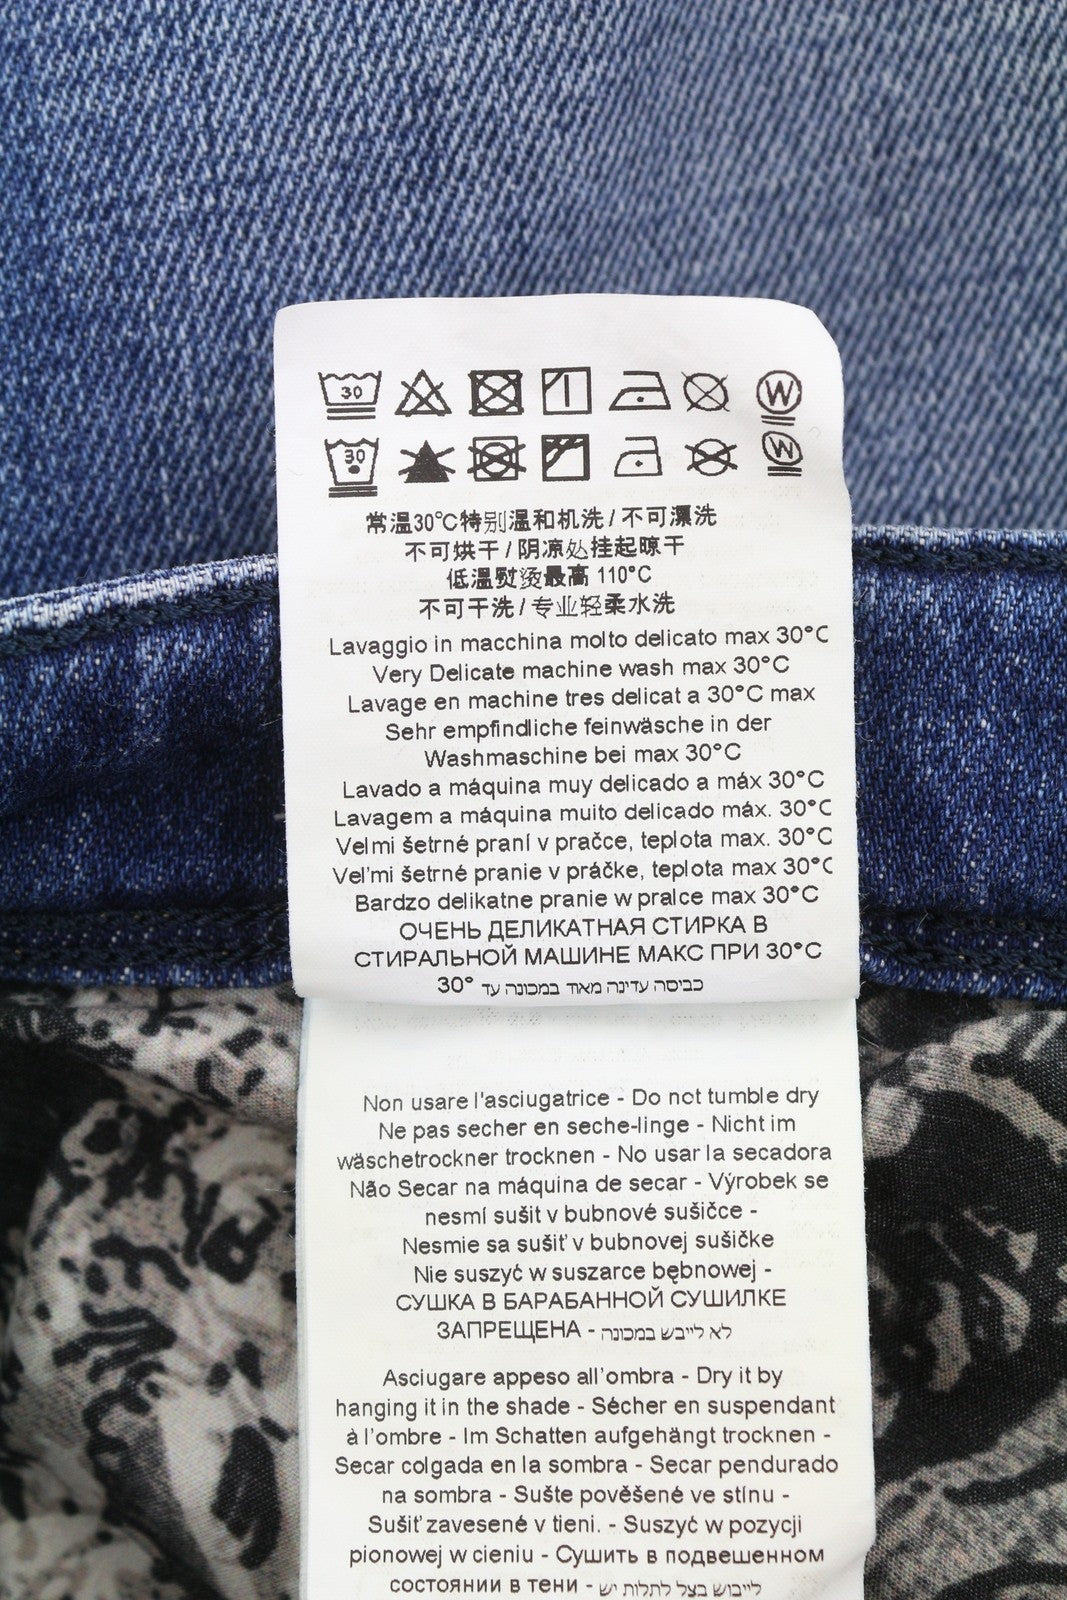 30 W
30 W
常温30°C特别温和机洗 / 不可漂洗
不可烘干 / 阴凉处挂起晾干
低温熨烫最高 110°C
不可干洗 / 专业轻柔水洗
Lavaggio in macchina molto delicato max 30°C
Very Delicate machine wash max 30°C
Lavage en machine tres delicat a 30°C max
Sehr empfindliche feinwäsche in der
Washmaschine bei max 30°C
Lavado a máquina muy delicado a máx 30°C
Lavagem a máquina muito delicado máx. 30°C
Velmi šetrné praní v pračce, teplota max. 30°C
Veľmi šetrné pranie v práčke, teplota max 30°C
Bardzo delikatne pranie w pralce max 30°C
ОЧЕНЬ ДЕЛИКАТНАЯ СТИРКА В
СТИРАЛЬНОЙ МАШИНЕ МАКС ПРИ 30°C
כביסה עדינה מאוד במכונה עד 30°
Non usare l'asciugatrice - Do not tumble dry
Ne pas secher en seche-linge - Nicht im
wäschetrockner trocknen - No usar la secadora
Não Secar na máquina de secar - Výrobek se
nesmí sušit v bubnové sušičce -
Nesmie sa sušiť v bubnovej sušičke
Nie suszyć w suszarce bębnowej -
СУШКА В БАРАБАННОЙ СУШИЛКЕ
ЗАПРЕЩЕНА - לא לייבש במכונה
Asciugare appeso all'ombra - Dry it by
hanging it in the shade - Sécher en suspendant
à l'ombre - Im Schatten aufgehängt trocknen -
Secar colgada en la sombra - Secar pendurado
na sombra - Sušte pověšené ve stínu -
Sušiť zavesené v tieni. - Suszyć w pozycji
pionowej w cieniu - Сушить в подвешенном
состоянии в тени - לייבוש בצל לתלות יש